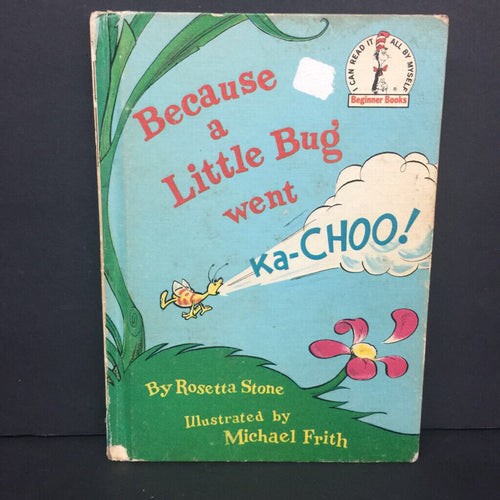 I CAN READ IT ALL BY MYSELF
Beginner Books
Because
a
Little Bug
went
Ka-CHOO!
By Rosetta Stone
Illustrated by
Michael Frith